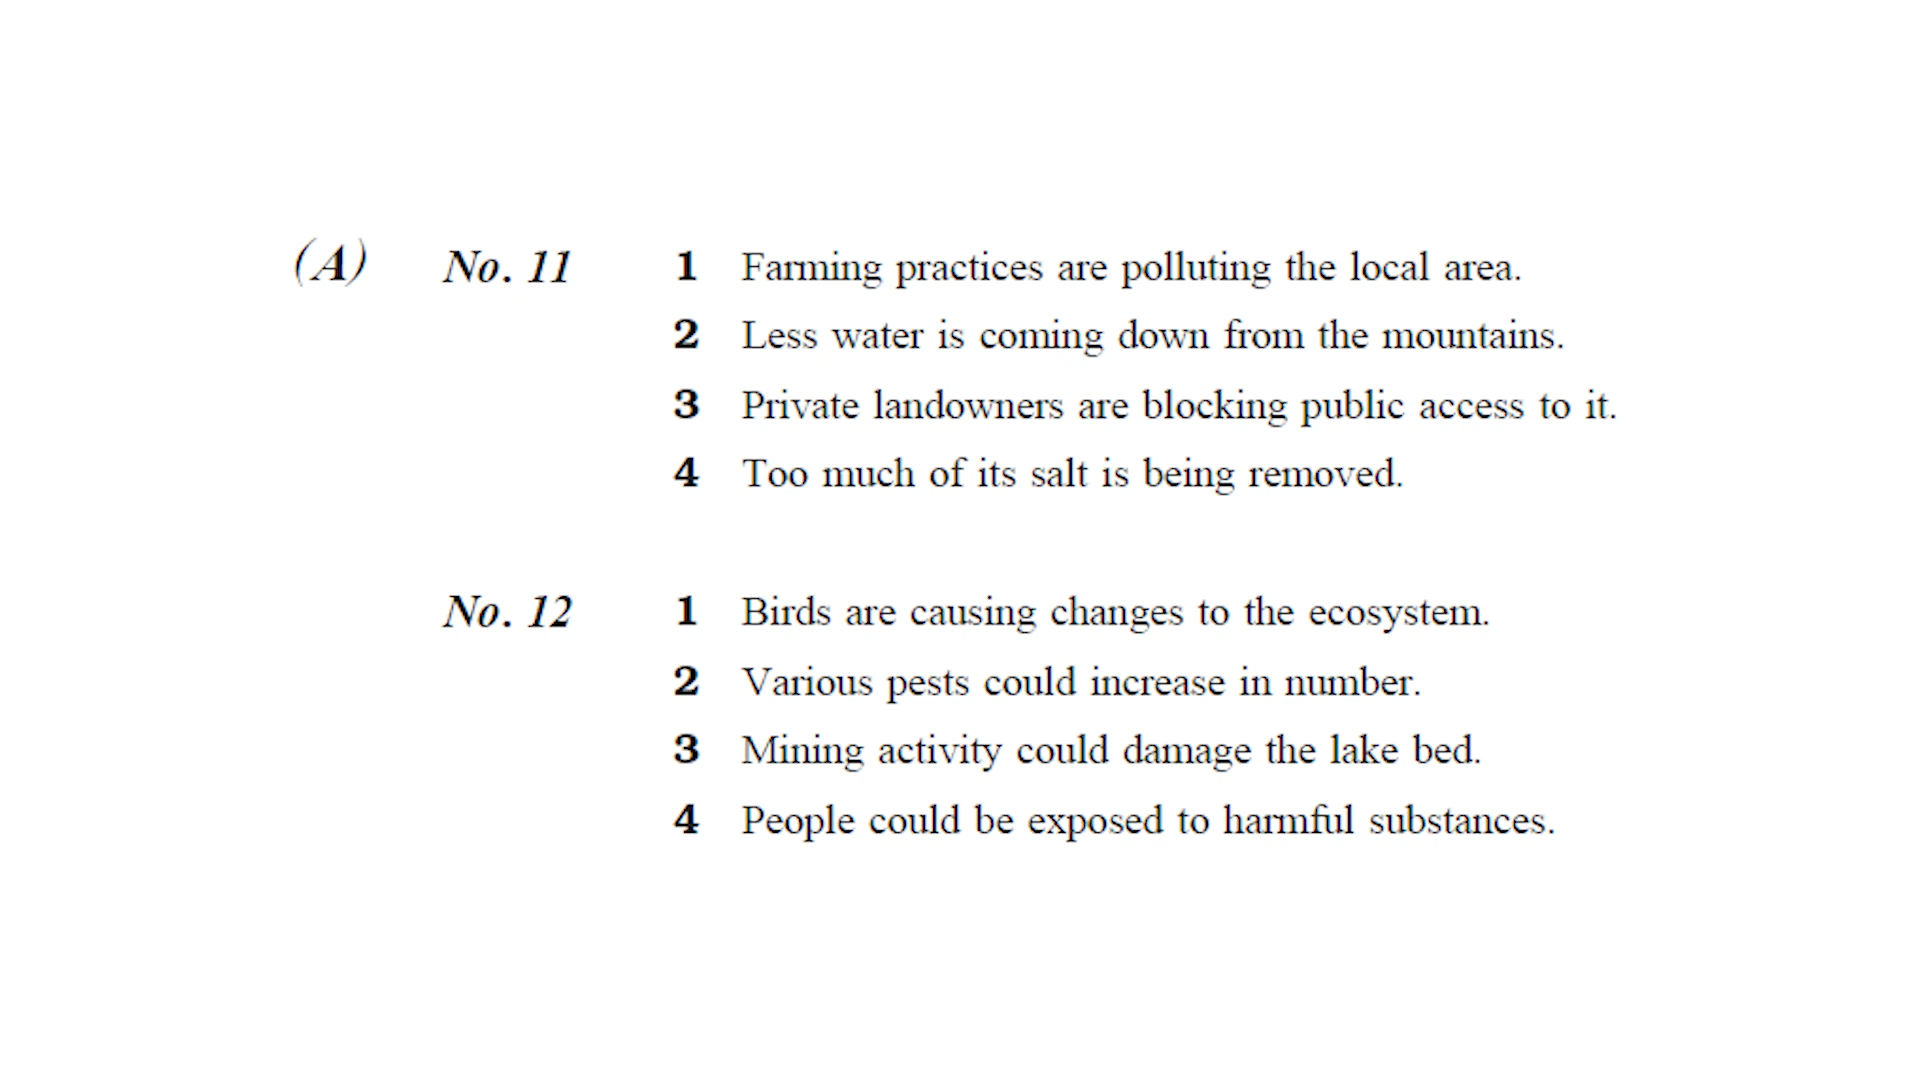 (A) No. 11 1 Farming practices are polluting the local area.
2 Less water is coming down from the mountains.
3 Private landowners are blocking public access to it.
4 Too much of its salt is being removed.
No. 12 1 Birds are causing changes to the ecosystem.
2 Various pests could increase in number.
3 Mining activity could damage the lake bed.
4 People could be exposed to harmful substances.